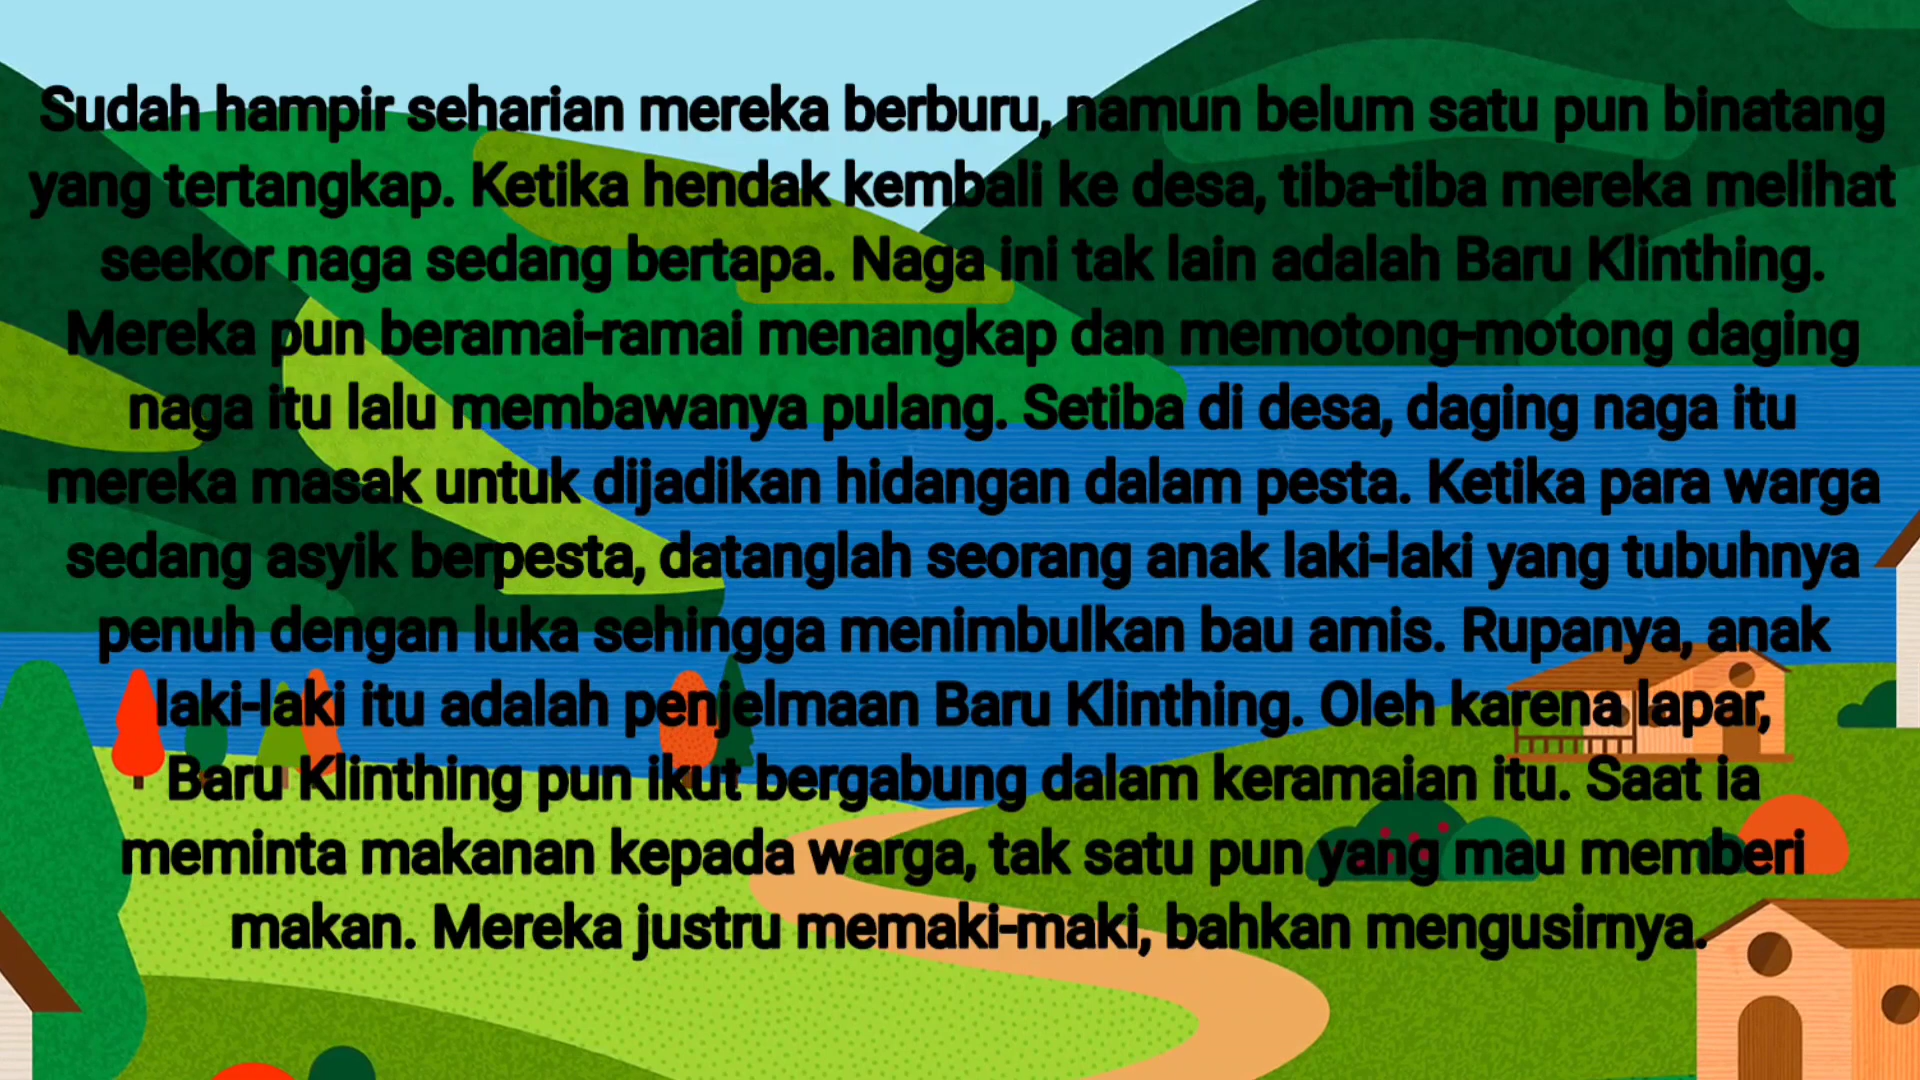 Sudah hampir seharian mereka berburu, namun belum satu pun binatang
yang tertangkap. Ketika hendak kembali ke desa, tiba-tiba mereka melihat
seekor naga sedang bertapa. Naga ini tak lain adalah Baru Klinthing.
Mereka pun beramai-ramai menangkap dan memotong-motong daging
naga itu lalu membawanya pulang. Setiba di desa, daging naga itu
mereka masak untuk dijadikan hidangan dalam pesta. Ketika para warga
sedang asyik berpesta, datanglah seorang anak laki-laki yang tubuhnya
penuh dengan luka sehingga menimbulkan bau amis. Rupanya, anak
laki-laki itu adalah penjelmaan Baru Klinthing. Oleh karena lapar,
Baru Klinthing pun ikut bergabung dalam keramaian itu. Saat ia
meminta makanan kepada warga, tak satu pun yang mau memberi
makan. Mereka justru memaki-maki, bahkan mengusirnya.